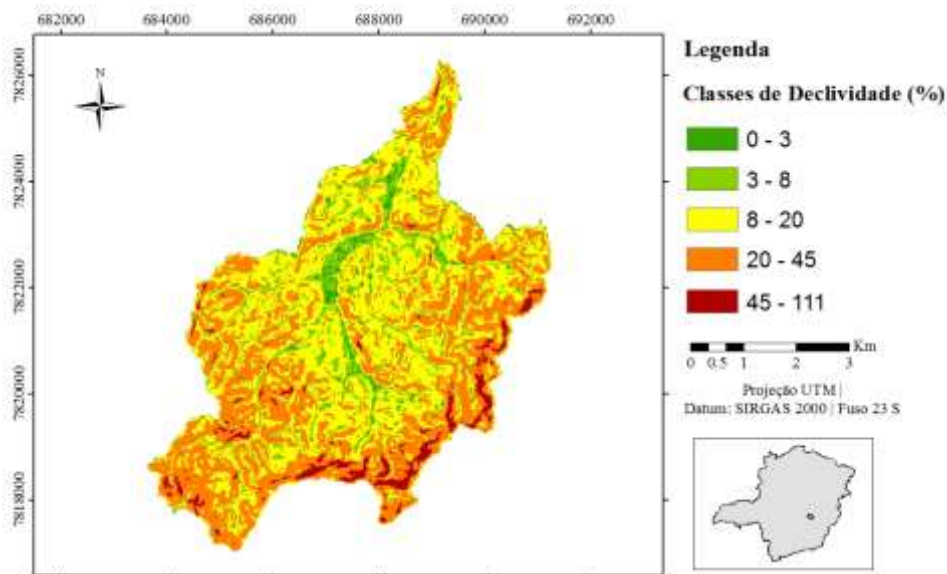 682000 684000 686000 688000 690000 692000
7826000
7824000
7822000
7820000
7818000
N
Legenda
Classes de Declividade (%)
0 - 3
3 - 8
8 - 20
20 - 45
45 - 111
Km
0 0.5 1 2 3
Projeção UTM |
Datum: SIRGAS 2000 | Fuso 23 S